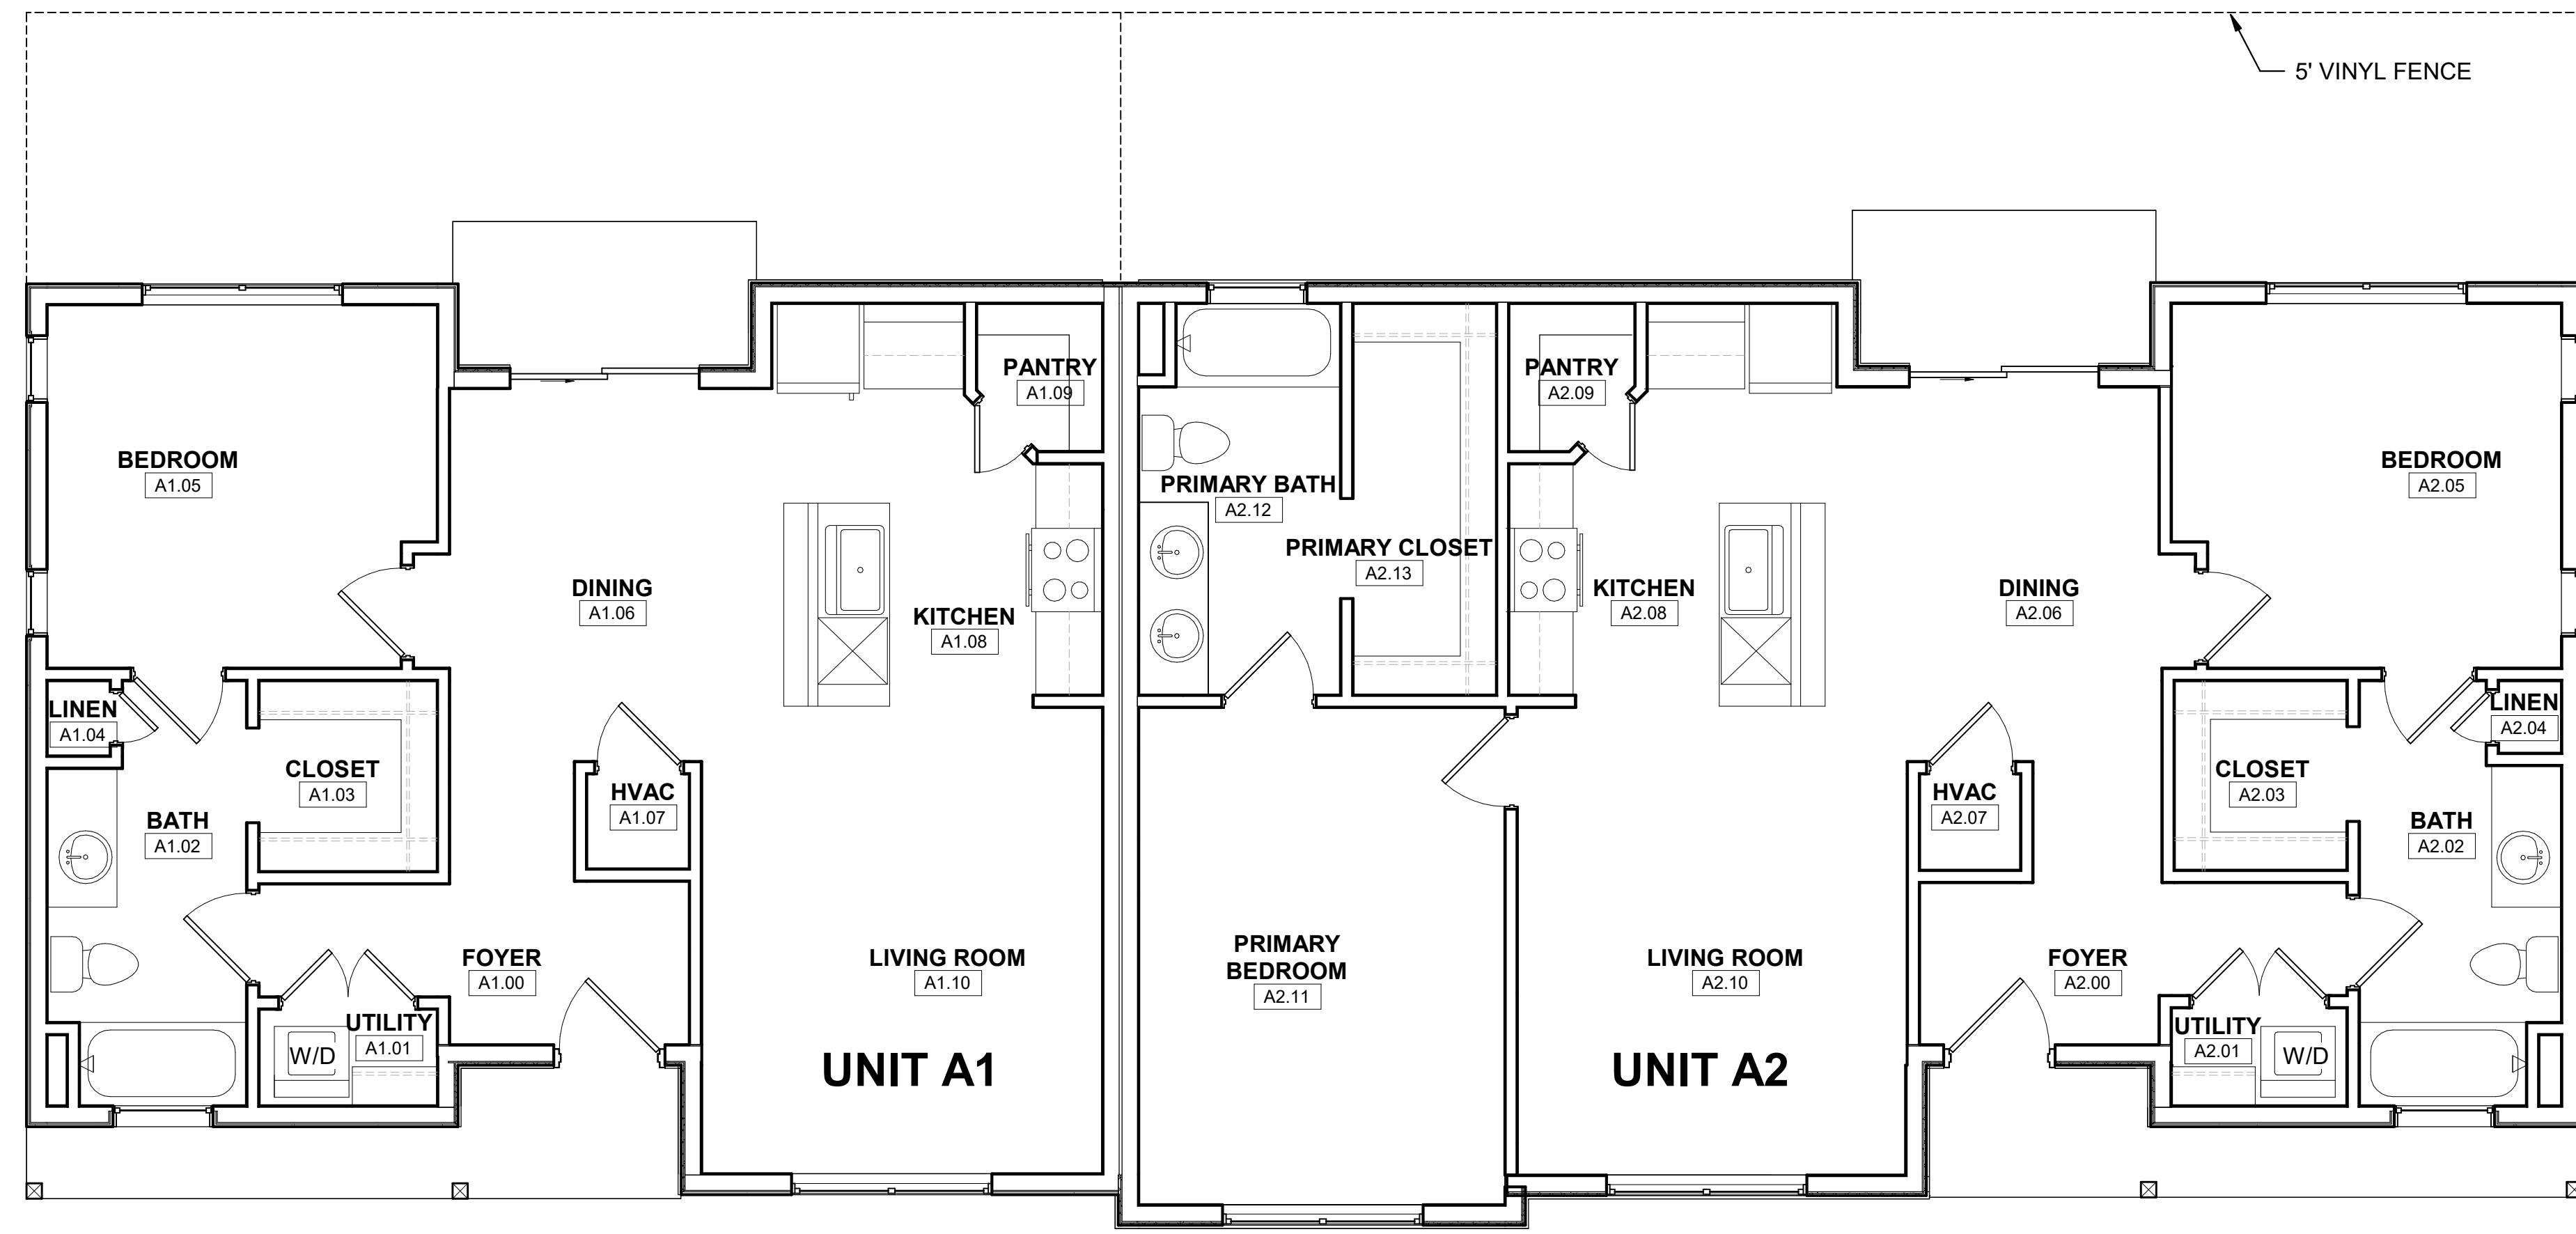 5' VINYL FENCE
BEDROOM
A1.05
DINING
A1.06
KITCHEN
A1.08
PANTRY
A1.09
LINEN
A1.04
CLOSET
A1.03
BATH
A1.02
HVAC
A1.07
FOYER
A1.00
UTILITY
A1.01
W/D
LIVING ROOM
A1.10
UNIT A1
PRIMARY BATH
A2.12
PRIMARY CLOSET
A2.13
PRIMARY
BEDROOM
A2.11
PANTRY
A2.09
KITCHEN
A2.08
DINING
A2.06
BEDROOM
A2.05
LINEN
A2.04
CLOSET
A2.03
BATH
A2.02
HVAC
A2.07
LIVING ROOM
A2.10
FOYER
A2.00
UTILITY
A2.01
W/D
UNIT A2